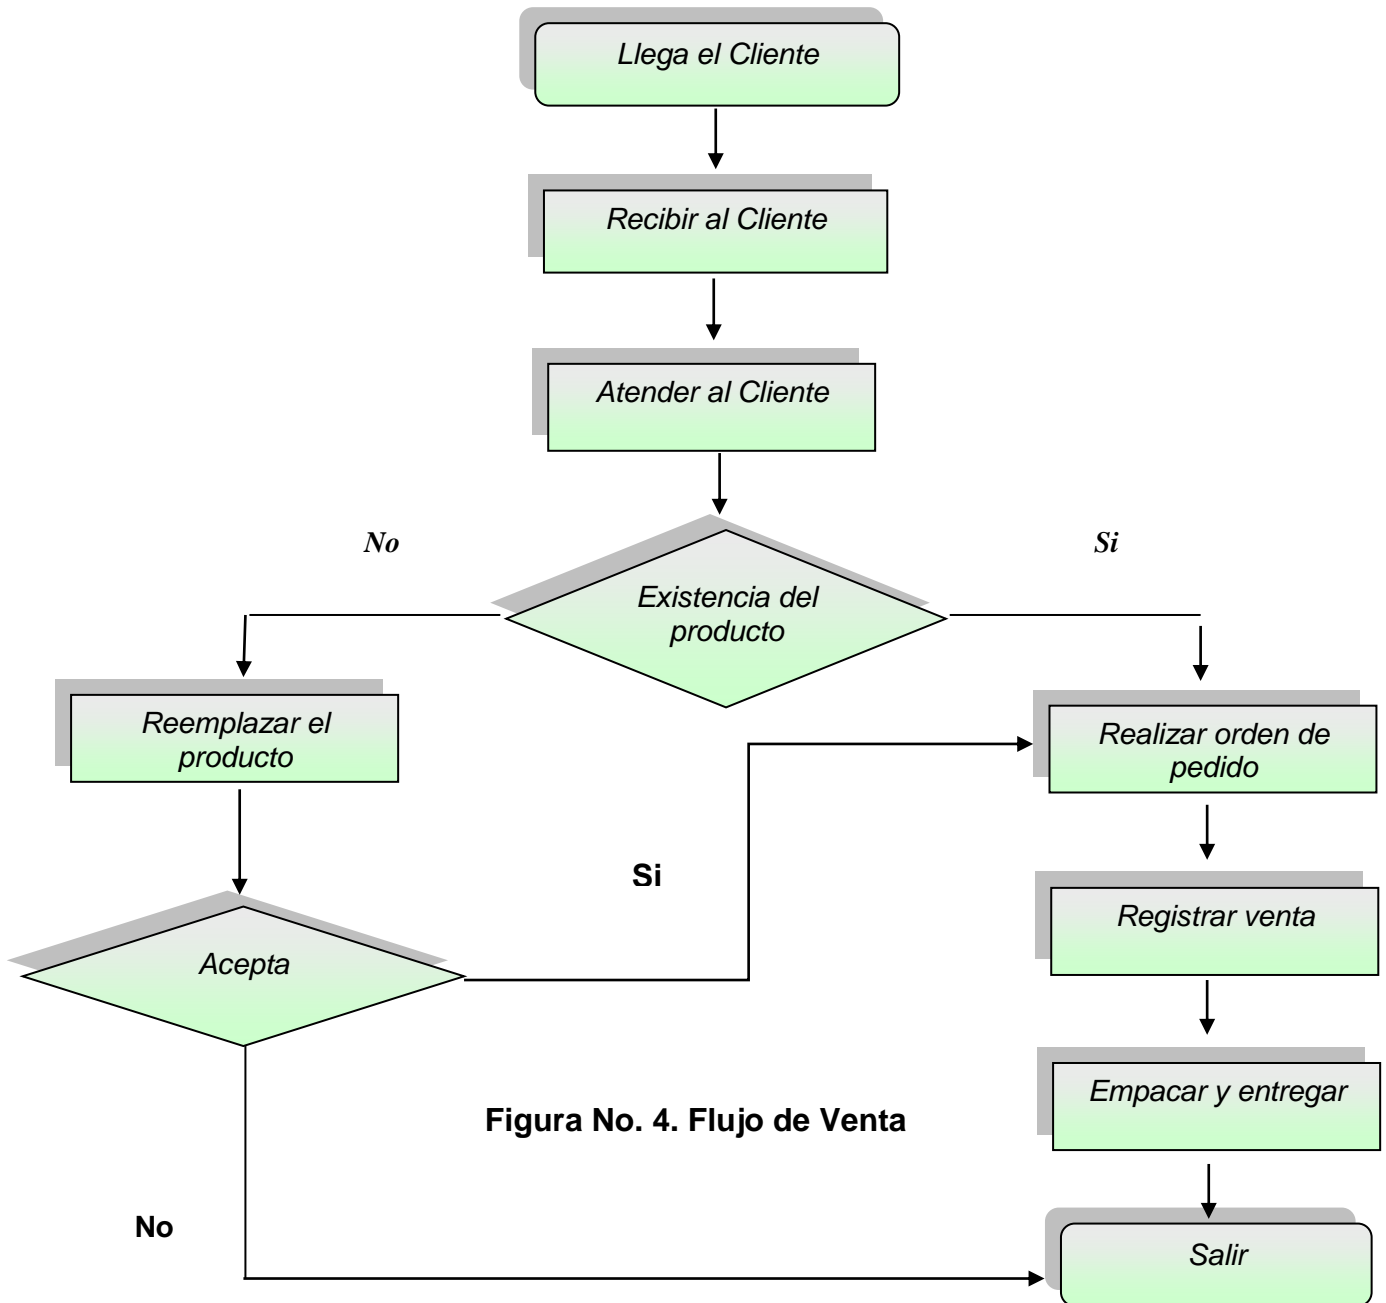 Llega el Cliente
Recibir al Cliente
Atender al Cliente
No
Si
Existencia del
producto
Reemplazar el
producto
Realizar orden de
pedido
Si
Registrar venta
Acepta
Empacar y entregar
Figura No. 4. Flujo de Venta
No
Salir